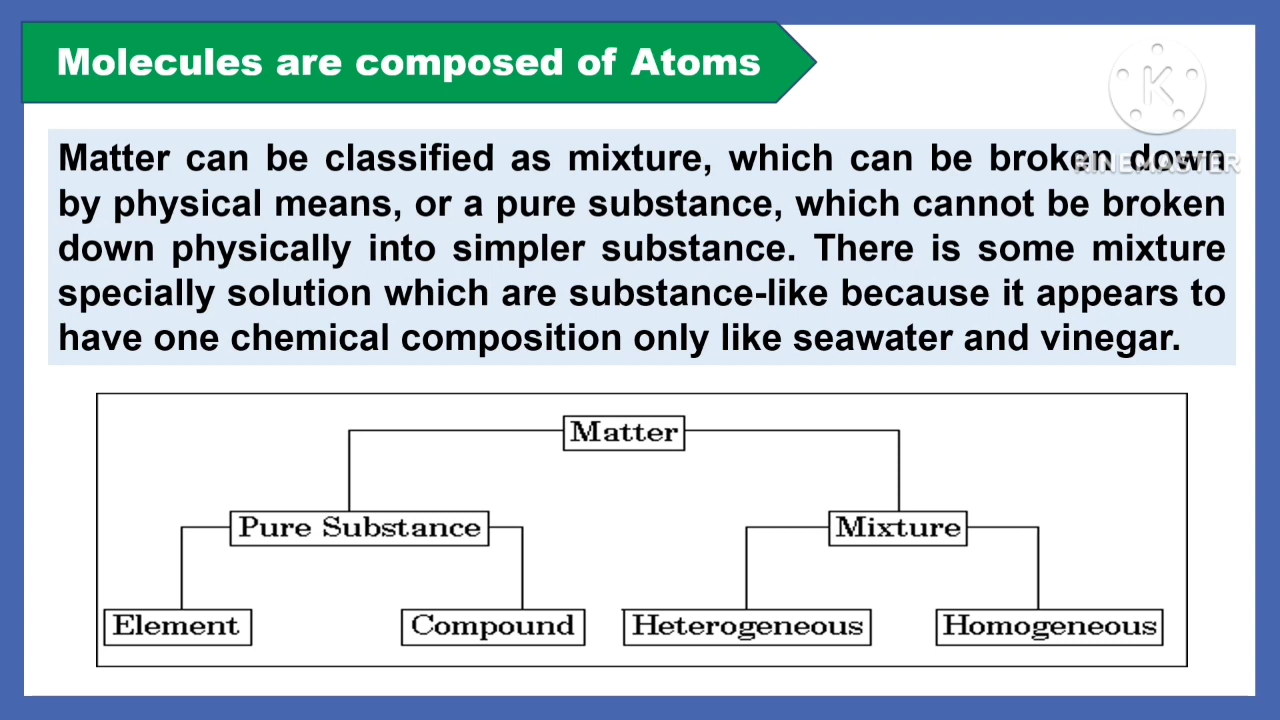 Molecules are composed of Atoms
K
KINEMASTER
Matter can be classified as mixture, which can be broken down
by physical means, or a pure substance, which cannot be broken
down physically into simpler substance. There is some mixture
specially solution which are substance-like because it appears to
have one chemical composition only like seawater and vinegar.
Matter
Pure Substance
Mixture
Element
Compound
Heterogeneous
Homogeneous